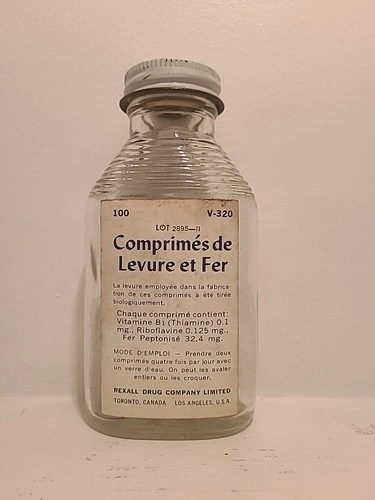 100 V-320
LOT 2895-II
Comprimés de
Levure et Fer
La levure employée dans la fabrica-
tion de ces comprimés à été tirée
biologiquement.
Chaque comprimé contient:
Vitamine B1 (Thiamine) 0.1
mg., Riboflavine 0.125 mg.,
Fer Peptonisé 32.4 mg.
MODE D'EMPLOI — Prendre deux
comprimés quatre fois par jour avec
un verre d'eau. On peut les avaler
entiers ou les croquer.
REXALL DRUG COMPANY LIMITED
TORONTO, CANADA LOS ANGELES, U.S.A.